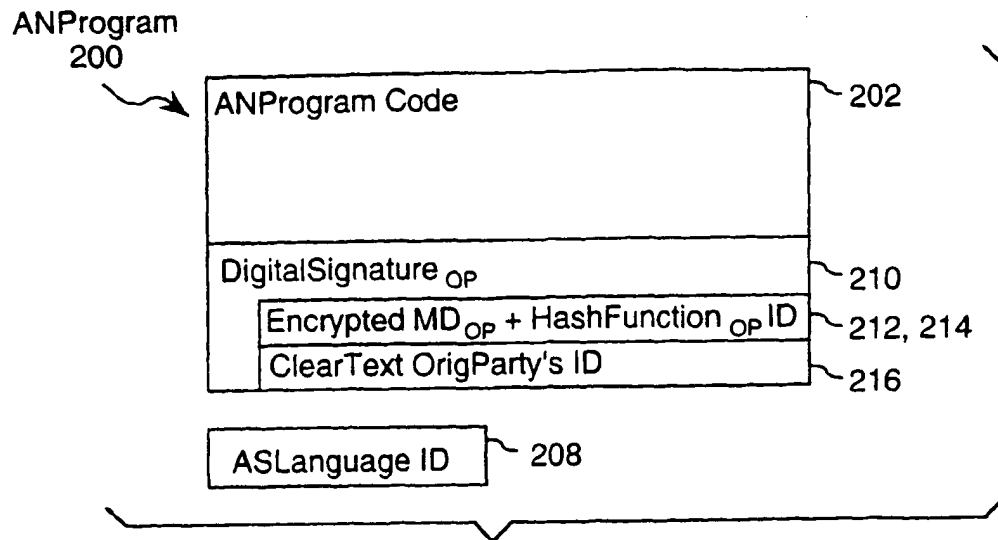 ANProgram
200
ANProgram Code
202
DigitalSignature OP
210
Encrypted MD OP + HashFunction OP ID
212, 214
ClearText OrigParty's ID
216
ASLanguage ID
208